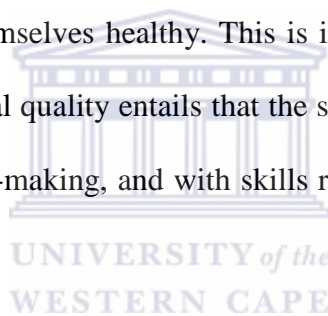 mselves healthy. This is i
al quality entails that the s
-making, and with skills r
UNIVERSITY of the
WESTERN CAPE